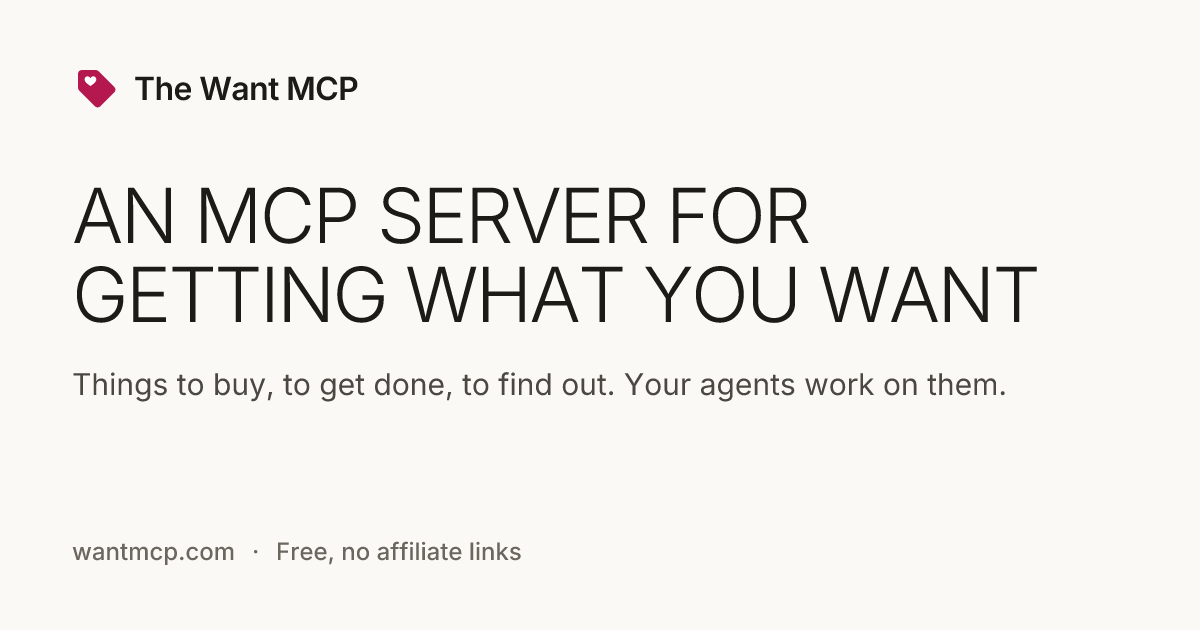 The Want MCP
AN MCP SERVER FOR
GETTING WHAT YOU WANT
Things to buy, to get done, to find out. Your agents work on them.
wantmcp.com · Free, no affiliate links